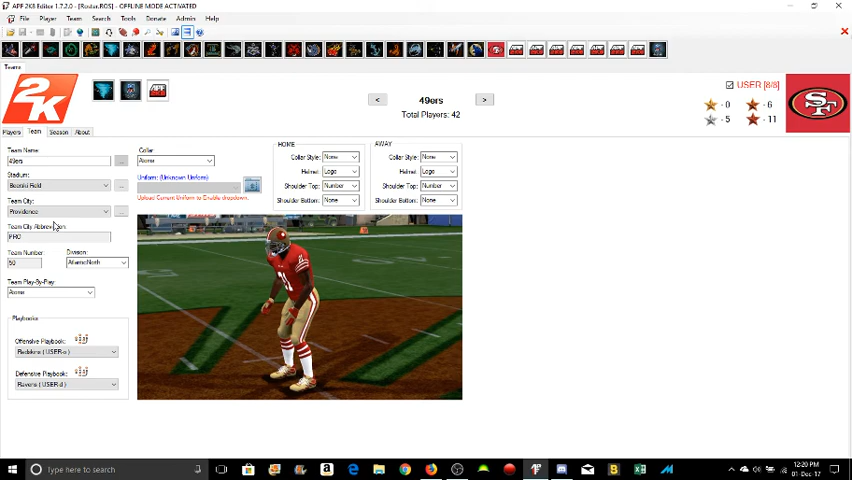 APF 2K8 Editor 1.7.2.0 - [Roster.ROS] - OFFLINE MODE ACTIVATED
File Player Team Search Tools Donate Admin Help
Teams
2K
< 49ers >
Total Players: 42
USER [8/8]
- 0 - 6
- 5 - 11
SF
Players Team Season About
Team Name:
49ers
...
Stadium:
...
Team City:
Providence
...
Team City Abbreviation:
PRO
Team Number:
50
Division:
AtlanticNorth
Team Play-By-Play:
Atoms
Playbooks
Offensive Playbook:
Redskins ( USER-o )
Defensive Playbook:
Ravens ( USER-d )
Collar
Atoms
Uniform: (Unknown Uniform)
Upload Current Uniform to Enable dropdown.
HOME
Collar Style: None
Helmet: Logo
Shoulder Top: Number
Shoulder Bottom: None
AWAY
Collar Style: None
Helmet: Logo
Shoulder Top: Number
Shoulder Bottom: None
21
Type here to search
12:20 PM
01-Dec-17